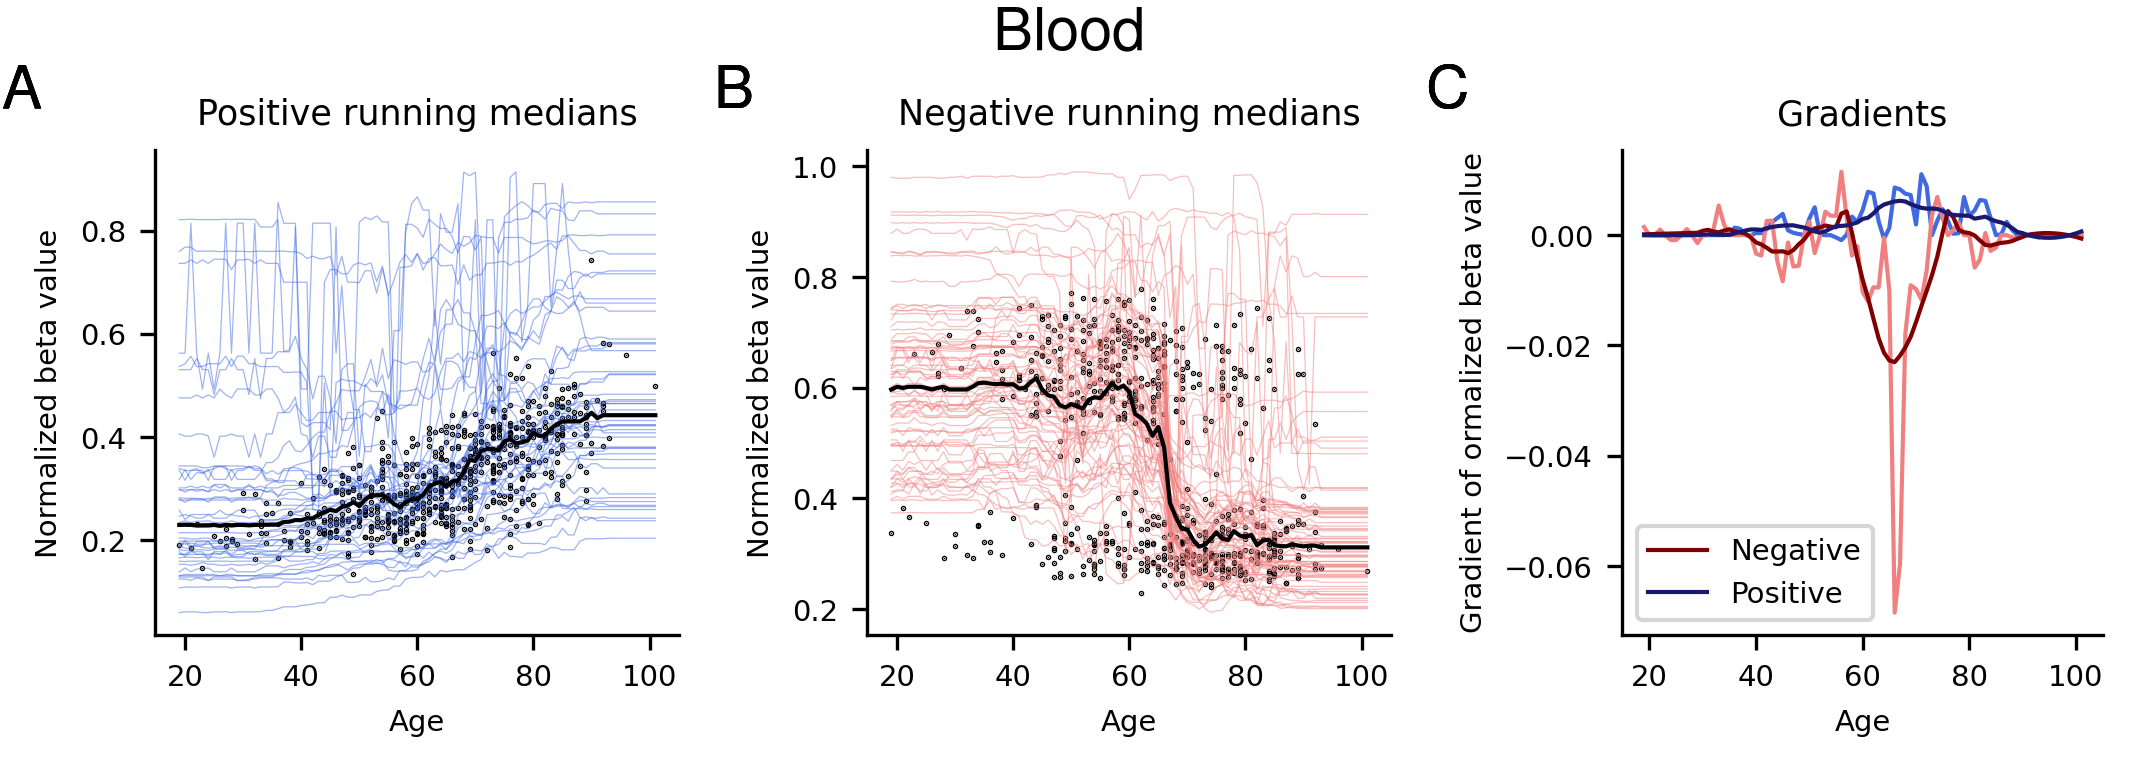 Blood
A
Positive running medians
Normalized beta value
0.8
0.6
0.4
0.2
20 40 60 80 100
Age
B
Negative running medians
Normalized beta value
1.0
0.8
0.6
0.4
0.2
20 40 60 80 100
Age
C
Gradients
Gradient of ormalized beta value
0.00
−0.02
−0.04
−0.06
Negative
Positive
20 40 60 80 100
Age